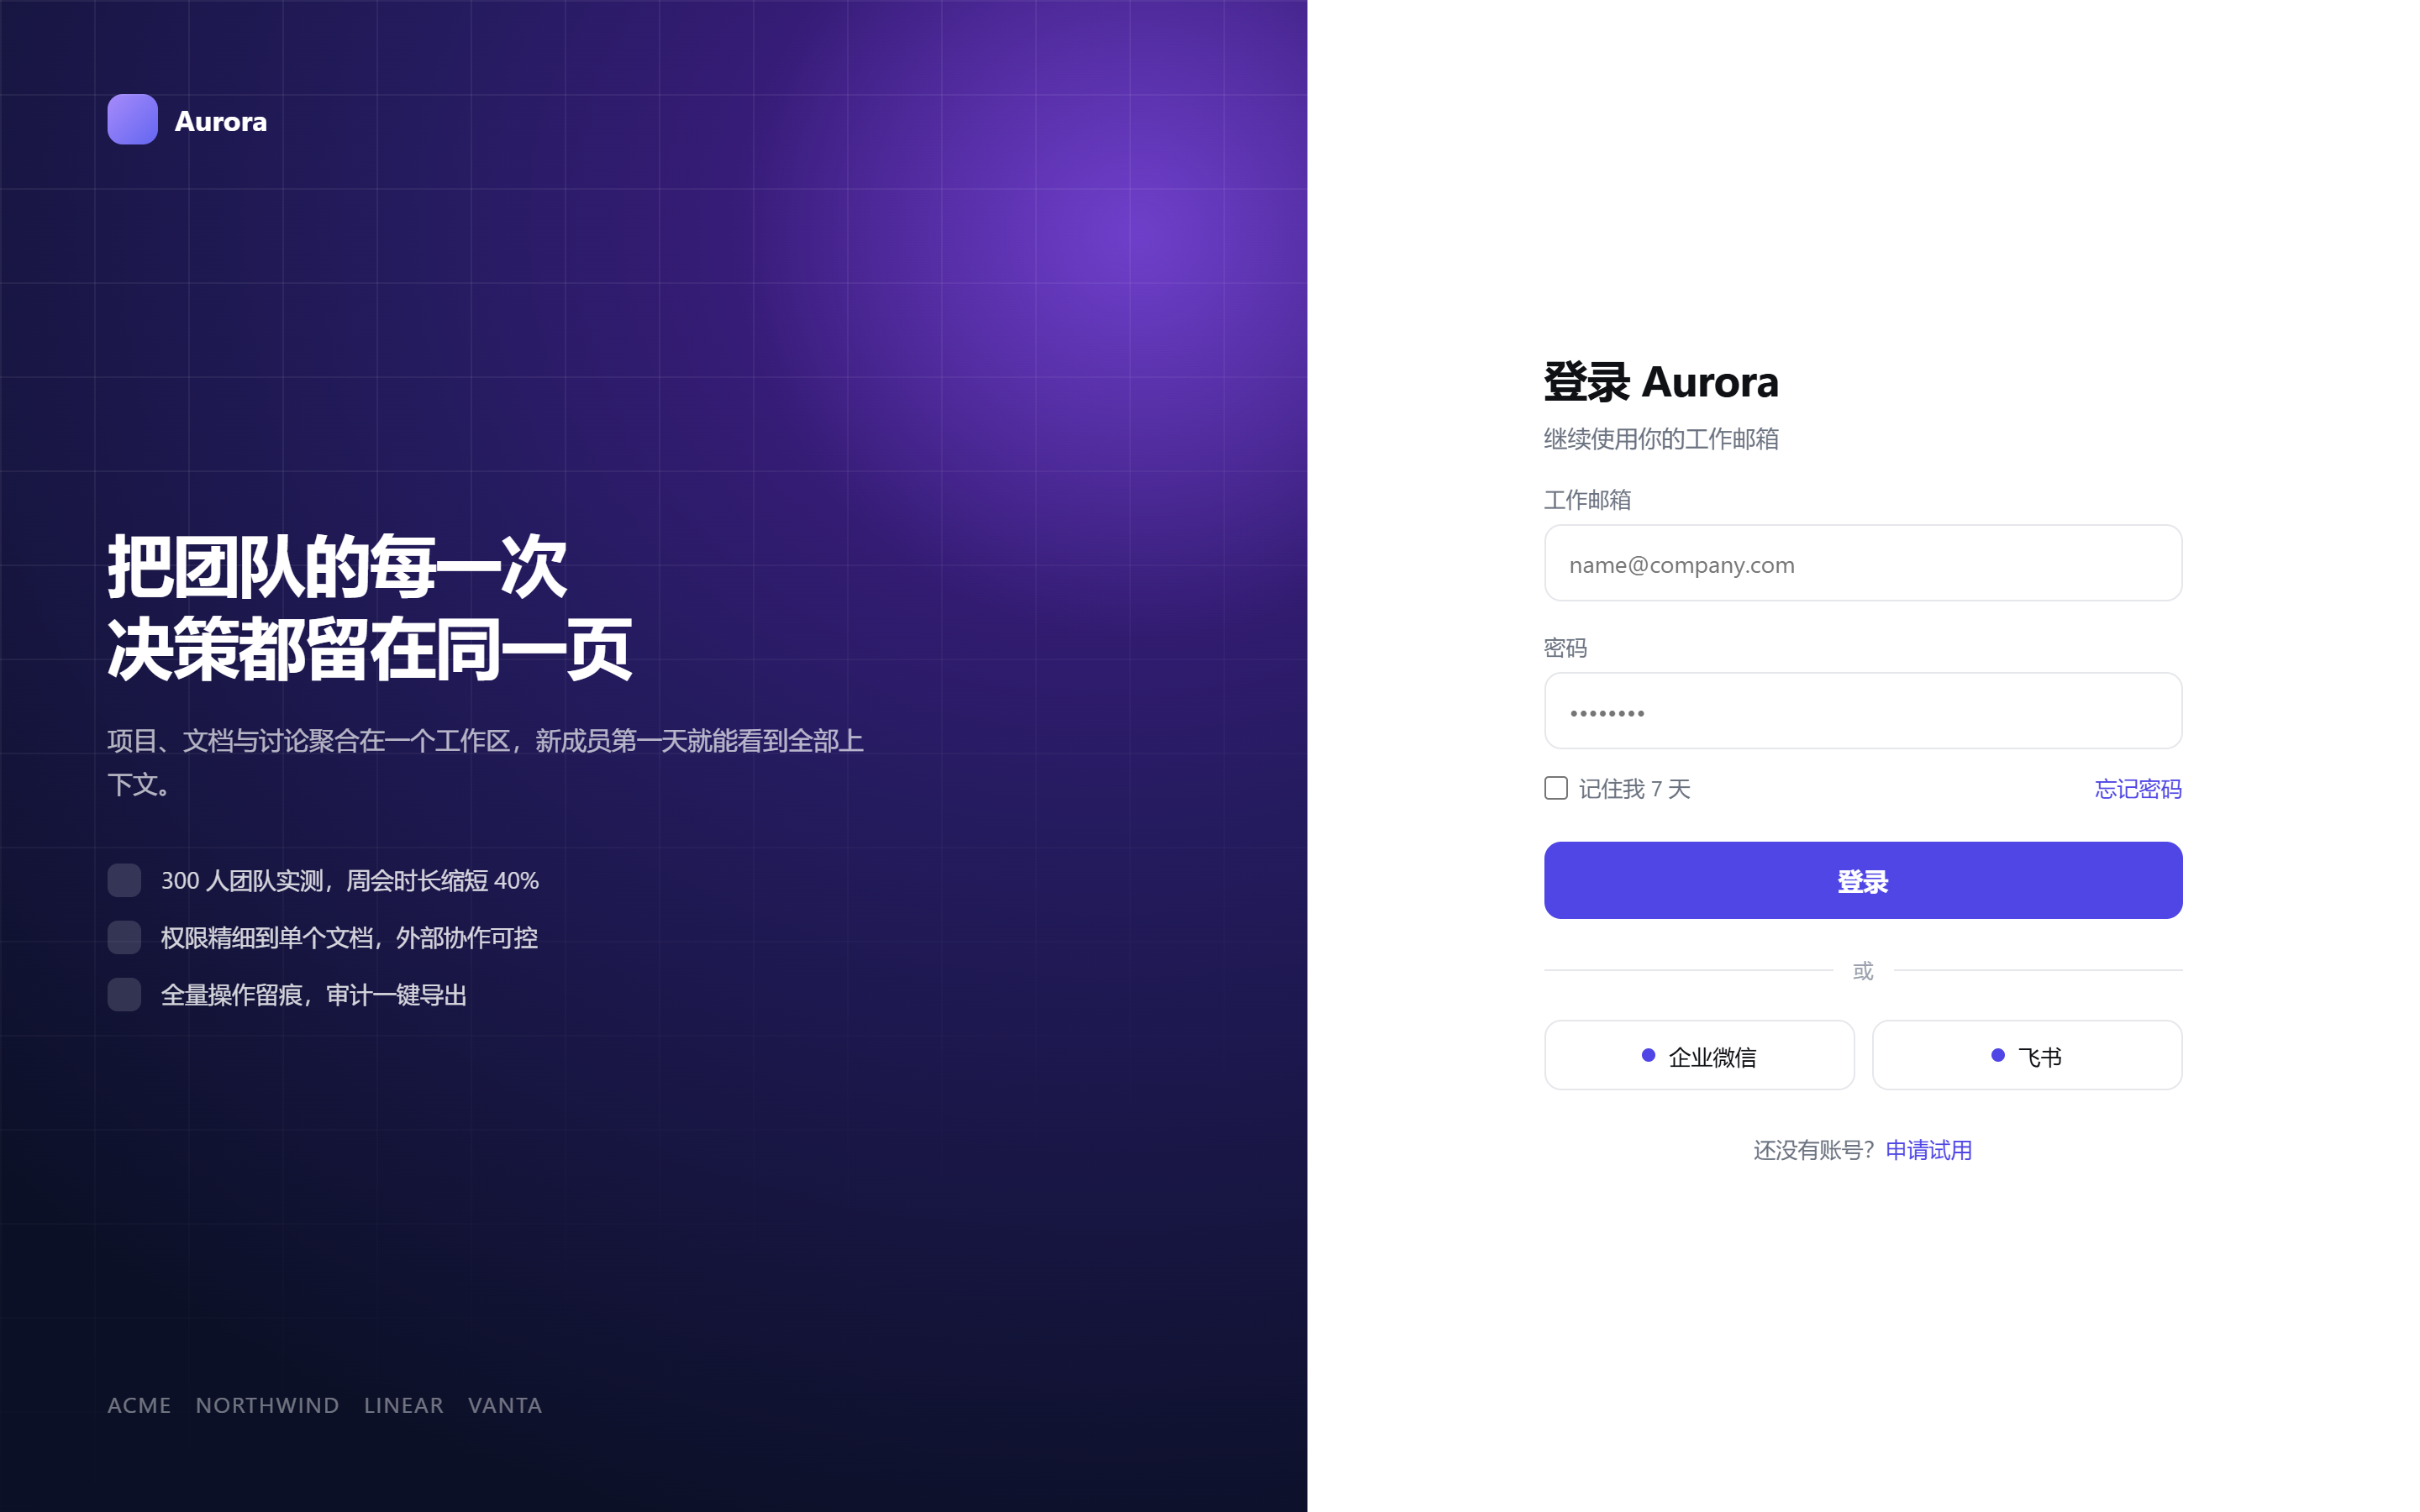 Aurora
把团队的每一次
决策都留在同一页
项目、文档与讨论聚合在一个工作区，新成员第一天就能看到全部上
下文。
300 人团队实测，周会时长缩短 40%
权限精细到单个文档，外部协作可控
全量操作留痕，审计一键导出
ACME NORTHWIND LINEAR VANTA
登录 Aurora
继续使用你的工作邮箱
工作邮箱
name@company.com
密码
••••••••
记住我 7 天 忘记密码
登录
或
企业微信 飞书
还没有账号？申请试用